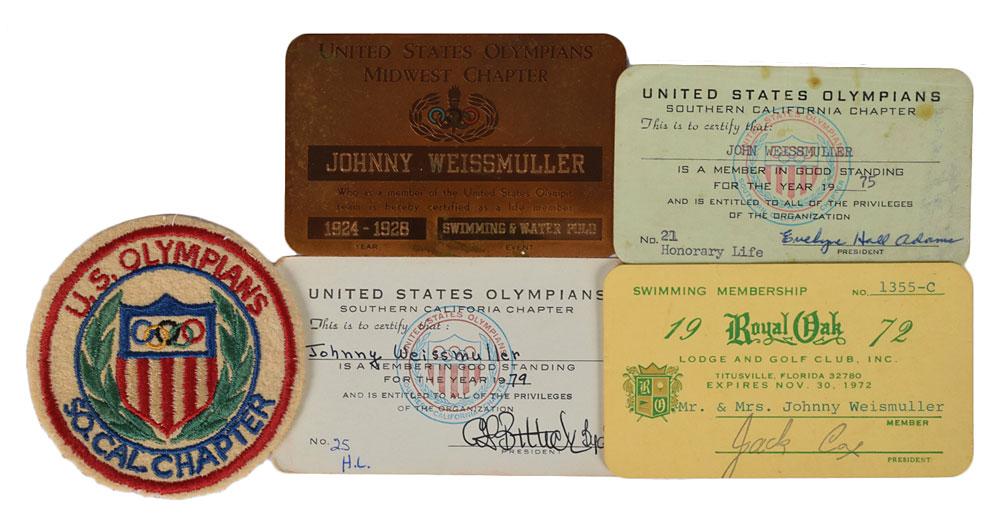 U.S. OLYMPIANS
SO. CAL CHAPTER
UNITED STATES OLYMPIANS
MIDWEST CHAPTER
JOHNNY WEISSMULLER
Who as a member of the United States Olympic
team is hereby certified as a life member
1924 - 1928 SWIMMING & WATER POLO
YEAR EVENT
UNITED STATES OLYMPIANS
SOUTHERN CALIFORNIA CHAPTER
This is to certify that:
JOHN WEISSMULLER
IS A MEMBER IN GOOD STANDING
FOR THE YEAR 1975
AND IS ENTITLED TO ALL OF THE PRIVILEGES
OF THE ORGANIZATION
No. 21
Honorary Life
Evelyne Hall Adams
PRESIDENT
UNITED STATES OLYMPIANS
SOUTHERN CALIFORNIA CHAPTER
This is to certify that:
Johnny Weissmuller
IS A MEMBER IN GOOD STANDING
FOR THE YEAR 1979
AND IS ENTITLED TO ALL OF THE PRIVILEGES
OF THE ORGANIZATION
No. 25
H.L.
PRESIDENT
SWIMMING MEMBERSHIP NO. 1355-C
19 Royal Oak 72
LODGE AND GOLF CLUB, INC.
TITUSVILLE, FLORIDA 32780
EXPIRES NOV. 30, 1972
R O
Mr. & Mrs. Johnny Weismuller
MEMBER
Jack Cox
PRESIDENT